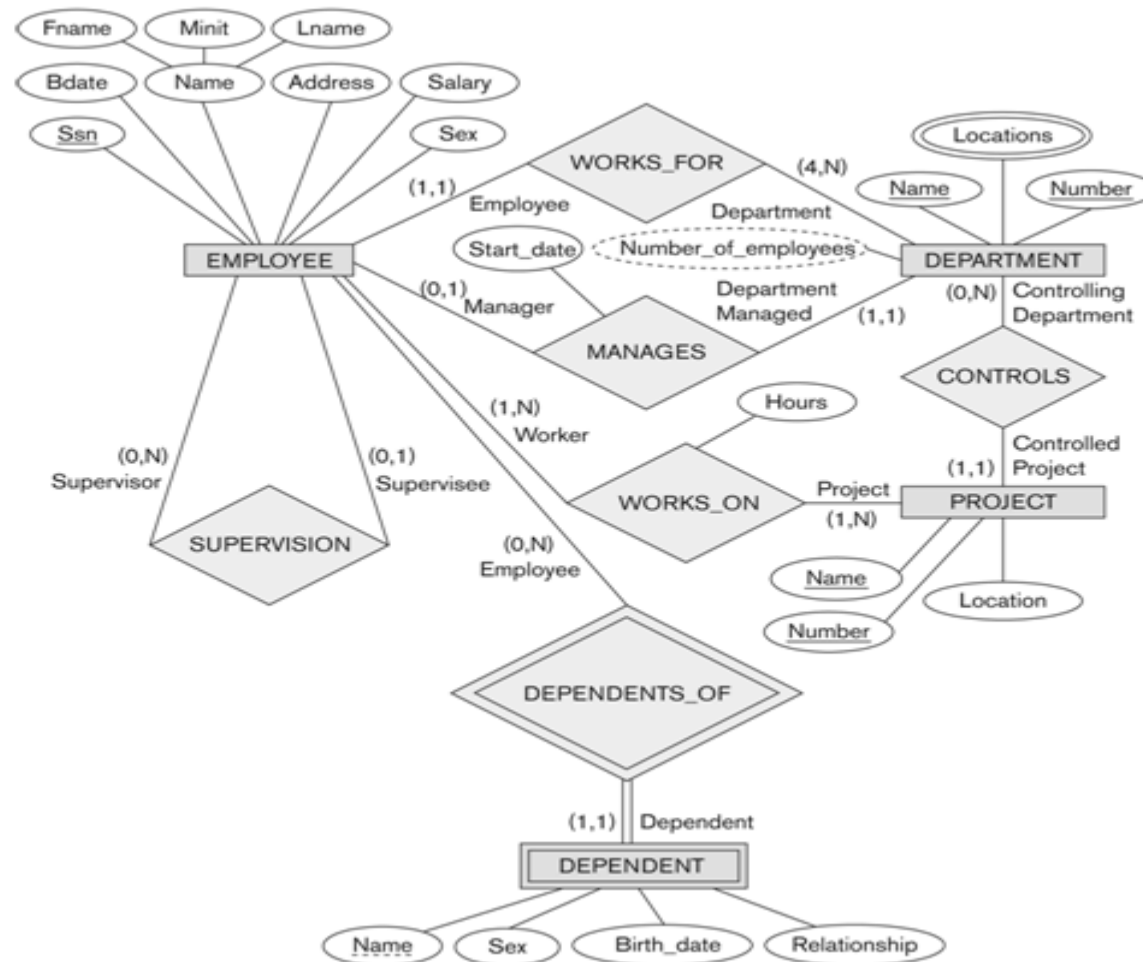 Fname
Minit
Lname
Bdate
Name
Address
Salary
Ssn
Sex
WORKS_FOR
Locations
Name
Number
(1,1)
Employee
(4,N)
Department
Start_date
Number_of_employees
EMPLOYEE
DEPARTMENT
(0,1)
Manager
Department
Managed
(1,1)
(0,N)
Controlling
Department
MANAGES
CONTROLS
Hours
(1,N)
Worker
(0,N)
Supervisor
(0,1)
Supervisee
Controlled
Project
(1,1)
WORKS_ON
Project
(1,N)
PROJECT
SUPERVISION
(0,N)
Employee
Name
Number
Location
DEPENDENTS_OF
(1,1)
Dependent
DEPENDENT
Name
Sex
Birth_date
Relationship